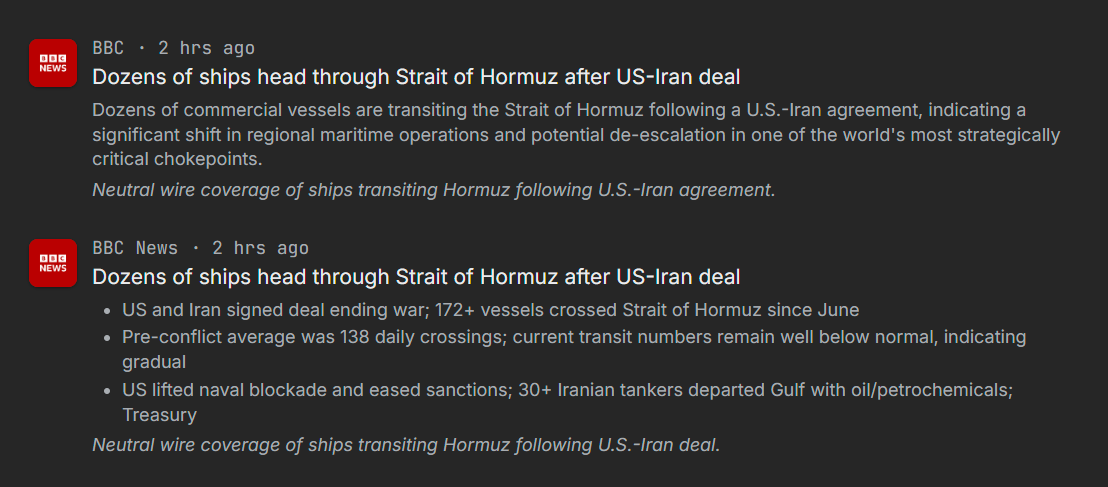 BBC NEWS
BBC · 2 hrs ago
Dozens of ships head through Strait of Hormuz after US-Iran deal
Dozens of commercial vessels are transiting the Strait of Hormuz following a U.S.-Iran agreement, indicating a
significant shift in regional maritime operations and potential de-escalation in one of the world's most strategically
critical chokepoints.
Neutral wire coverage of ships transiting Hormuz following U.S.-Iran agreement.
BBC NEWS
BBC News · 2 hrs ago
Dozens of ships head through Strait of Hormuz after US-Iran deal
• US and Iran signed deal ending war; 172+ vessels crossed Strait of Hormuz since June
• Pre-conflict average was 138 daily crossings; current transit numbers remain well below normal, indicating
gradual
• US lifted naval blockade and eased sanctions; 30+ Iranian tankers departed Gulf with oil/petrochemicals;
Treasury
Neutral wire coverage of ships transiting Hormuz following U.S.-Iran deal.